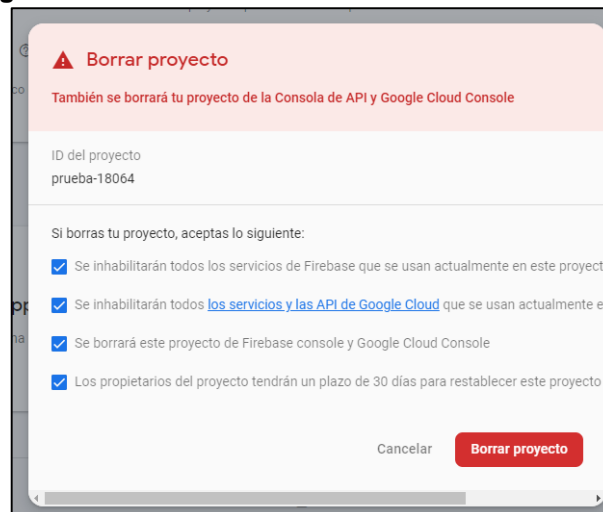 Borrar proyecto
También se borrará tu proyecto de la Consola de API y Google Cloud Console
ID del proyecto
prueba-18064
Si borras tu proyecto, aceptas lo siguiente:
Se inhabilitarán todos los servicios de Firebase que se usan actualmente en este proyect
Se inhabilitarán todos los servicios y las API de Google Cloud que se usan actualmente e
Se borrará este proyecto de Firebase console y Google Cloud Console
Los propietarios del proyecto tendrán un plazo de 30 días para restablecer este proyecto
Cancelar
Borrar proyecto